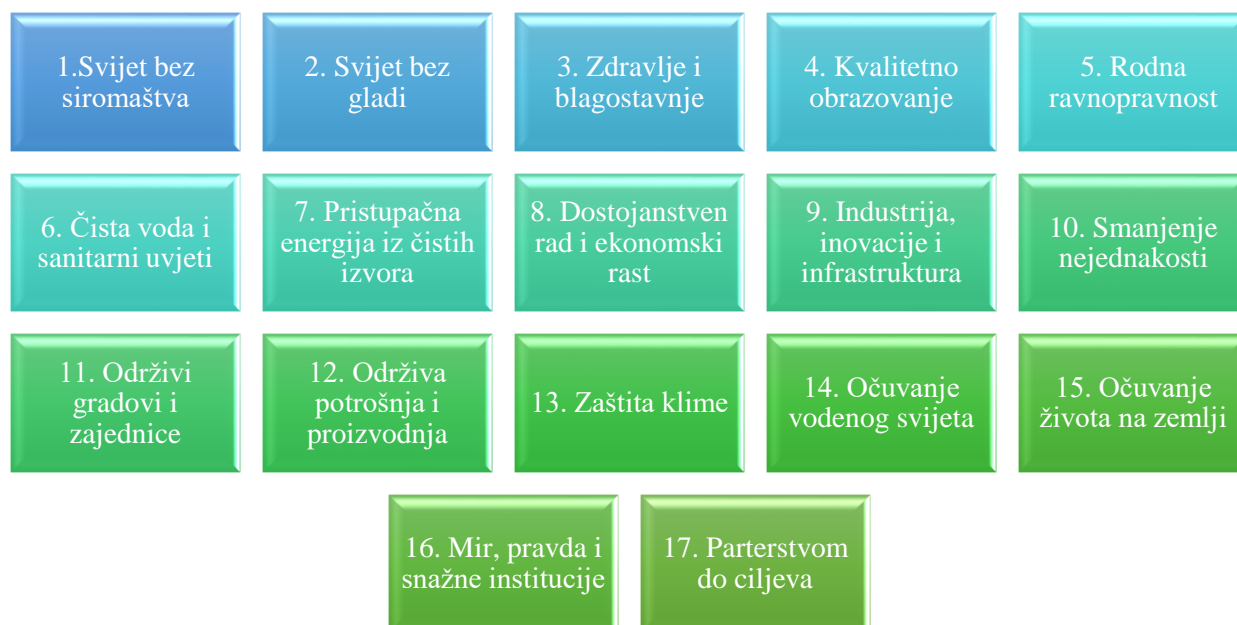 1.Svijet bez
siromaštva
2. Svijet bez
gladi
3. Zdravlje i
blagostavnje
4. Kvalitetno
obrazovanje
5. Rodna
ravnopravnost
6. Čista voda i
sanitarni uvjeti
7. Pristupačna
energija iz čistih
izvora
8. Dostojanstven
rad i ekonomski
rast
9. Industrija,
inovacije i
infrastruktura
10. Smanjenje
nejednakosti
11. Održivi
gradovi i
zajednice
12. Održiva
potrošnja i
proizvodnja
13. Zaštita klime
14. Očuvanje
vodenog svijeta
15. Očuvanje
života na zemlji
16. Mir, pravda i
snažne institucije
17. Parterstvom
do ciljeva